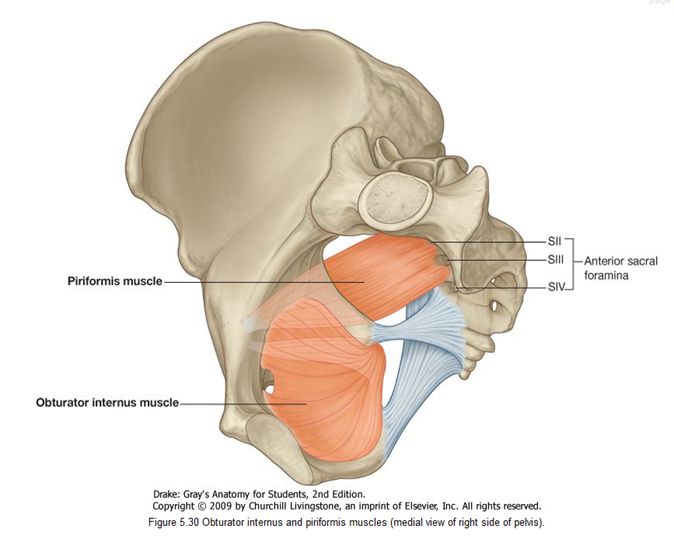 page
SII
SIII
Anterior sacral
foramina
Piriformis muscle
SIV
Obturator internus muscle
Drake: Gray's Anatomy for Students, 2nd Edition.
Copyright © 2009 by Churchill Livingstone, an imprint of Elsevier, Inc. All rights reserved.
Figure 5.30 Obturator internus and piriformis muscles (medial view of right side of pelvis).